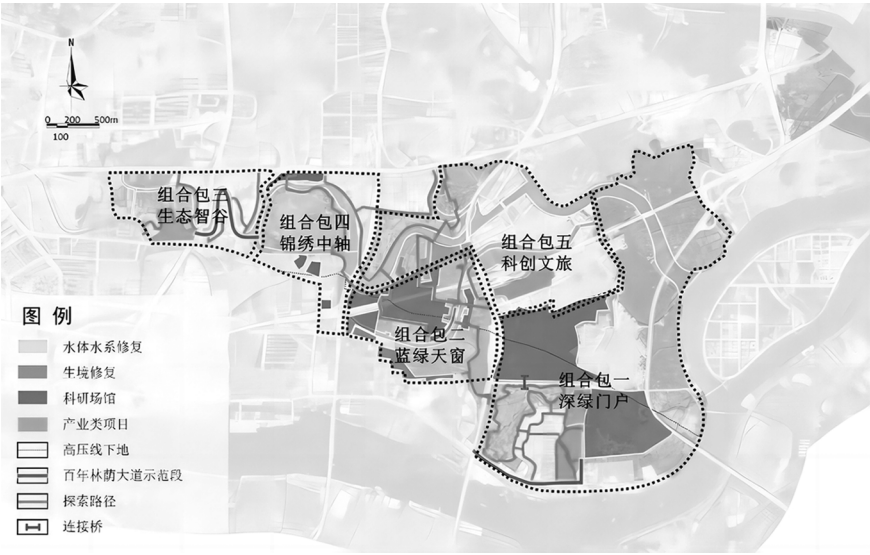 N
0 200 500m
100
组合包三
生态智谷
组合包四
锦绣中轴
组合包五
科创文旅
组合包二
蓝绿天窗
组合包一
深绿门户
图 例
水体水系修复
生境修复
科研场馆
产业类项目
高压线下地
百年林荫大道示范段
探索路径
连接桥